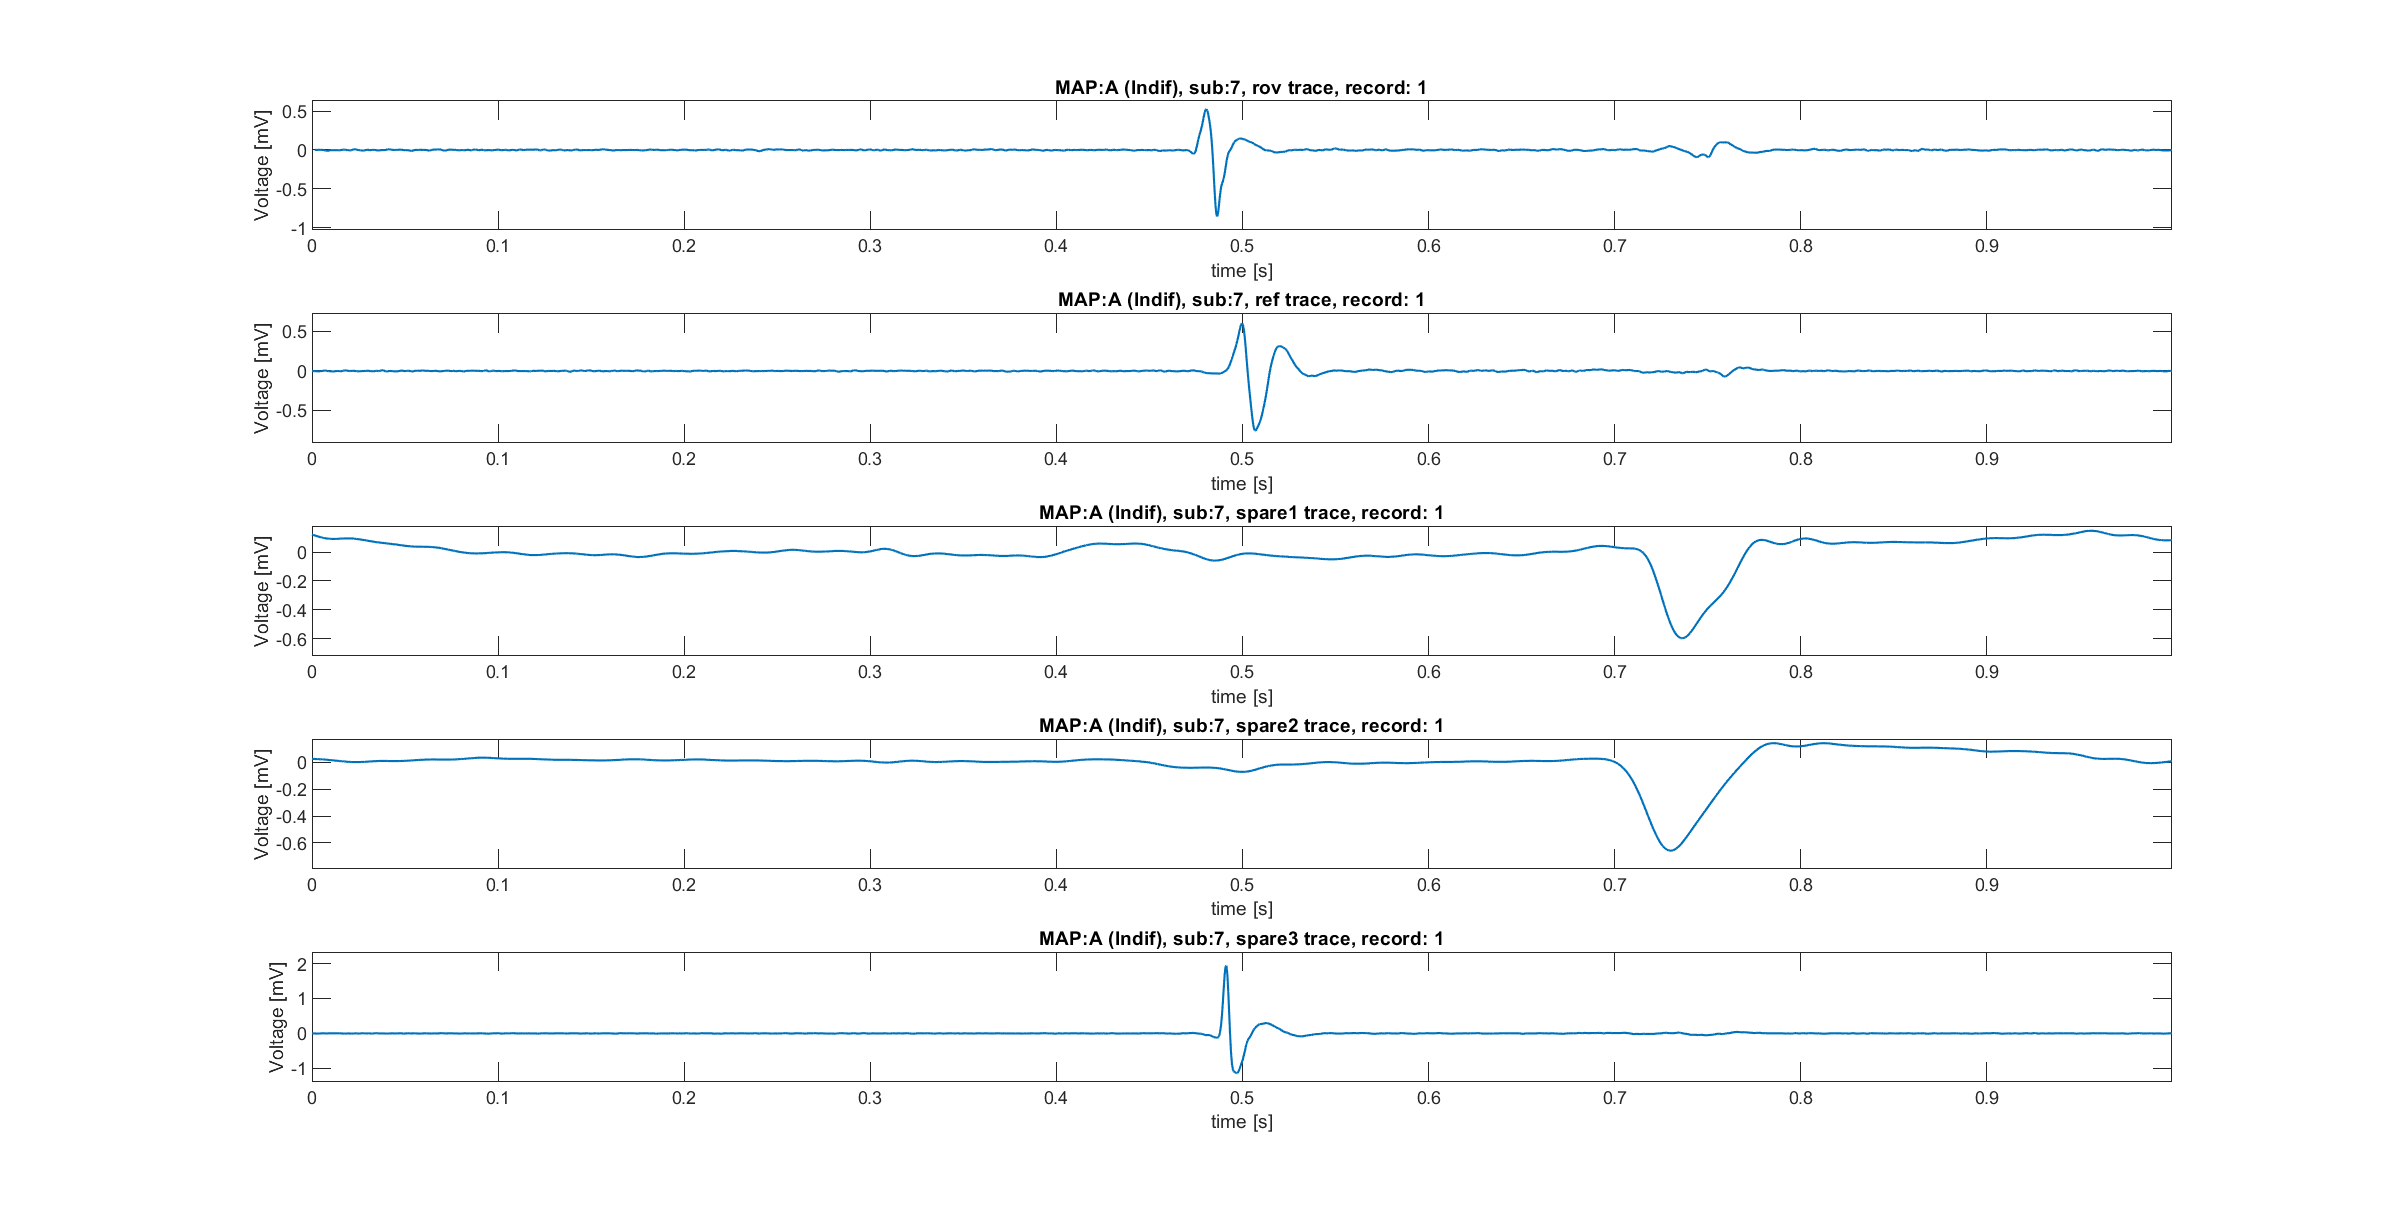 MAP:A (Indif), sub:7, rov trace, record: 1
Voltage [mV]
0.5
0
-0.5
-1
0 0.1 0.2 0.3 0.4 0.5 0.6 0.7 0.8 0.9
time [s]
MAP:A (Indif), sub:7, ref trace, record: 1
Voltage [mV]
0.5
0
-0.5
0 0.1 0.2 0.3 0.4 0.5 0.6 0.7 0.8 0.9
time [s]
MAP:A (Indif), sub:7, spare1 trace, record: 1
Voltage [mV]
0
-0.2
-0.4
-0.6
0 0.1 0.2 0.3 0.4 0.5 0.6 0.7 0.8 0.9
time [s]
MAP:A (Indif), sub:7, spare2 trace, record: 1
Voltage [mV]
0
-0.2
-0.4
-0.6
0 0.1 0.2 0.3 0.4 0.5 0.6 0.7 0.8 0.9
time [s]
MAP:A (Indif), sub:7, spare3 trace, record: 1
Voltage [mV]
2
1
0
-1
0 0.1 0.2 0.3 0.4 0.5 0.6 0.7 0.8 0.9
time [s]